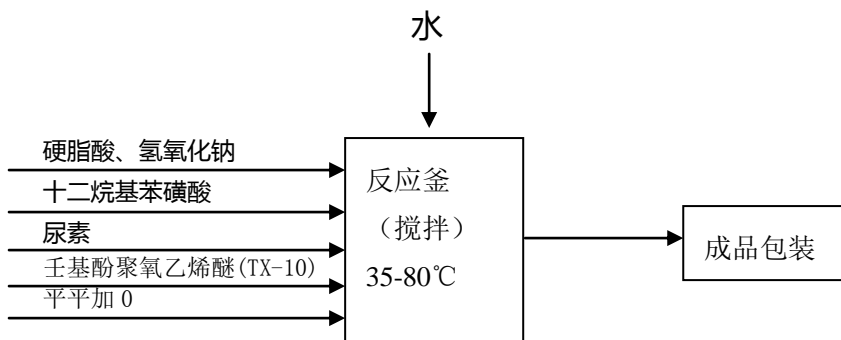 水
硬脂酸、氢氧化钠
十二烷基苯磺酸
尿素
壬基酚聚氧乙烯醚(TX-10)
平平加 0
反应釜
（搅拌）
35-80℃
成品包装